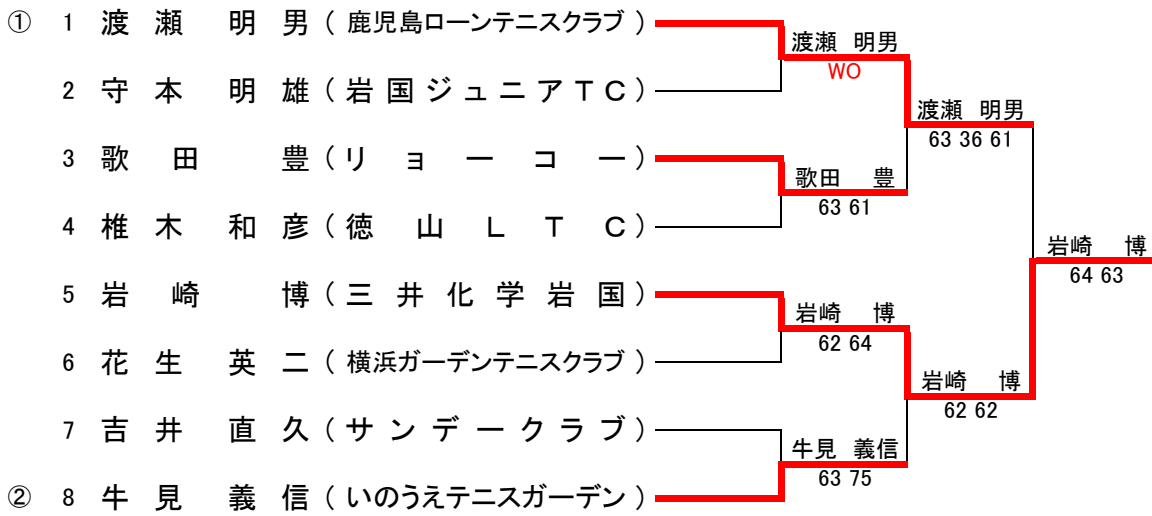 ① 1 渡瀬 明男 (鹿児島ローンテニスクラブ)
渡瀬 明男
WO
2 守本 明雄 (岩国ジュニアTC)
渡瀬 明男
63 36 61
3 歌田 豊 (リョーコー)
歌田 豊
63 61
4 椎木 和彦 (徳山LTC)
岩崎 博
64 63
5 岩崎 博 (三井化学岩国)
岩崎 博
62 64
6 花生 英二 (横浜ガーデンテニスクラブ)
岩崎 博
62 62
7 吉井 直久 (サンデークラブ)
牛見 義信
63 75
② 8 牛見 義信 (いのうえテニスガーデン)